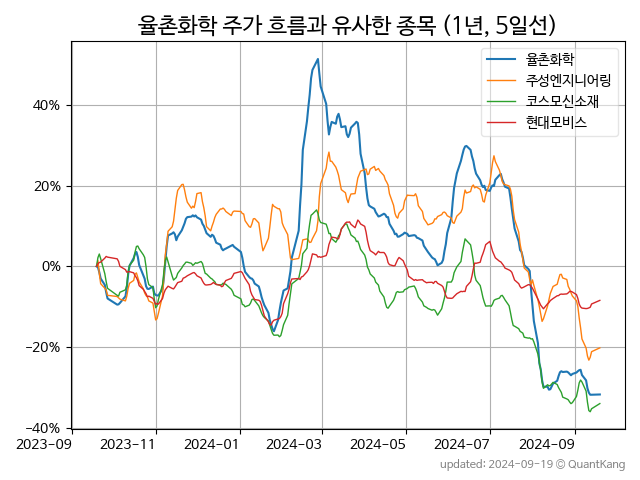 율촌화학 주가 흐름과 유사한 종목 (1년, 5일선)
율촌화학
주성엔지니어링
코스모신소재
현대모비스
40%
20%
0%
−20%
−40%
2023-09
2023-11
2024-01
2024-03
2024-05
2024-07
2024-09
updated: 2024-09-19 © QuantKang